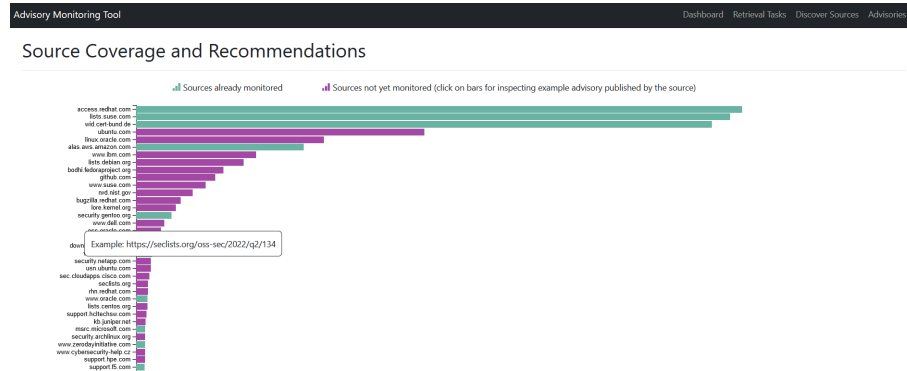 Advisory Monitoring Tool
Dashboard Retrieval Tasks Discover Sources Advisories
Source Coverage and Recommendations
Sources already monitored
Sources not yet monitored (click on bars for inspecting example advisory published by the source)
access.redhat.com
lists.suse.com
wid.cert-bund.de
ubuntu.com
linux.oracle.com
alas.aws.amazon.com
www.ibm.com
lists.debian.org
bodhi.fedoraproject.org
github.com
www.suse.com
nvd.nist.gov
bugzilla.redhat.com
lore.kernel.org
security.gentoo.org
www.dell.com
Example: https://seclists.org/oss-sec/2022/q2/134
down
security.netapp.com
usn.ubuntu.com
sec.cloudapps.cisco.com
seclists.org
rhn.redhat.com
www.oracle.com
lists.centos.org
support.hcltechsw.com
kb.juniper.net
msrc.microsoft.com
security.archlinux.org
www.zerodayinitiative.com
www.cybersecurity-help.cz
support.hpe.com
support.f5.com